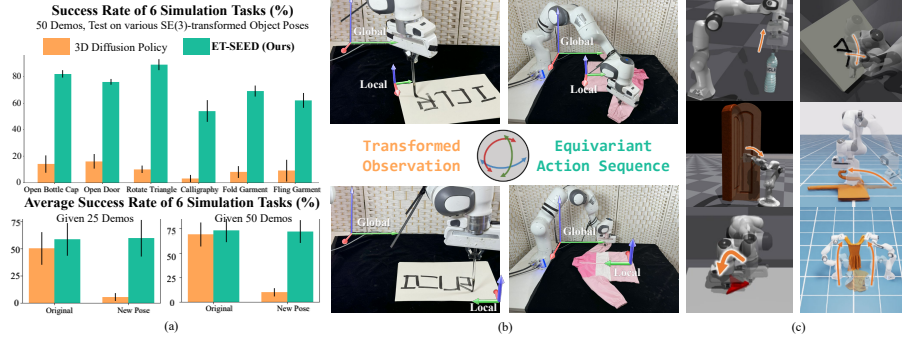 Success Rate of 6 Simulation Tasks (%)
50 Demos, Test on various SE(3)-transformed Object Poses
3D Diffusion Policy
ET-SEED (Ours)
80
60
40
20
0
Open Bottle Cap
Open Door
Rotate Triangle
Calligraphy
Fold Garment
Fling Garment
Average Success Rate of 6 Simulation Tasks (%)
Given 25 Demos
75
50
25
0
Original
New Pose
Given 50 Demos
75
50
25
0
Original
New Pose
(a)
Global
Local
Global
Local
Transformed
Observation
Equivariant
Action Sequence
Global
Local
Global
Local
(b)
(c)